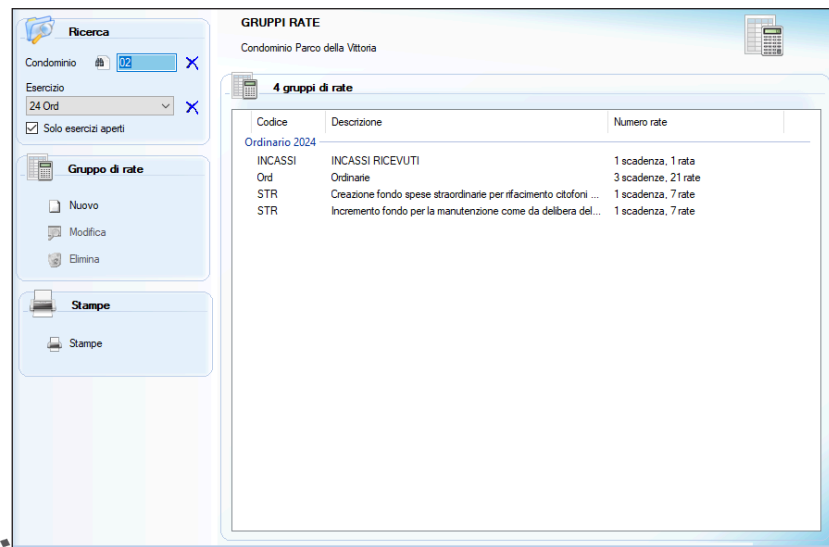 Ricerca
Condominio 02
Esercizio
24 Ord
Solo esercizi aperti
Gruppo di rate
Nuovo
Modifica
Elimina
Stampe
Stampe
GRUPPI RATE
Condominio Parco della Vittoria
4 gruppi di rate
Codice Descrizione Numero rate
Ordinario 2024
INCASSI INCASSI RICEVUTI 1 scadenza, 1 rata
Ord Ordinarie 3 scadenze, 21 rate
STR Creazione fondo spese straordinarie per rifacimento citofoni ... 1 scadenza, 7 rate
STR Incremento fondo per la manutenzione come da delibera del... 1 scadenza, 7 rate